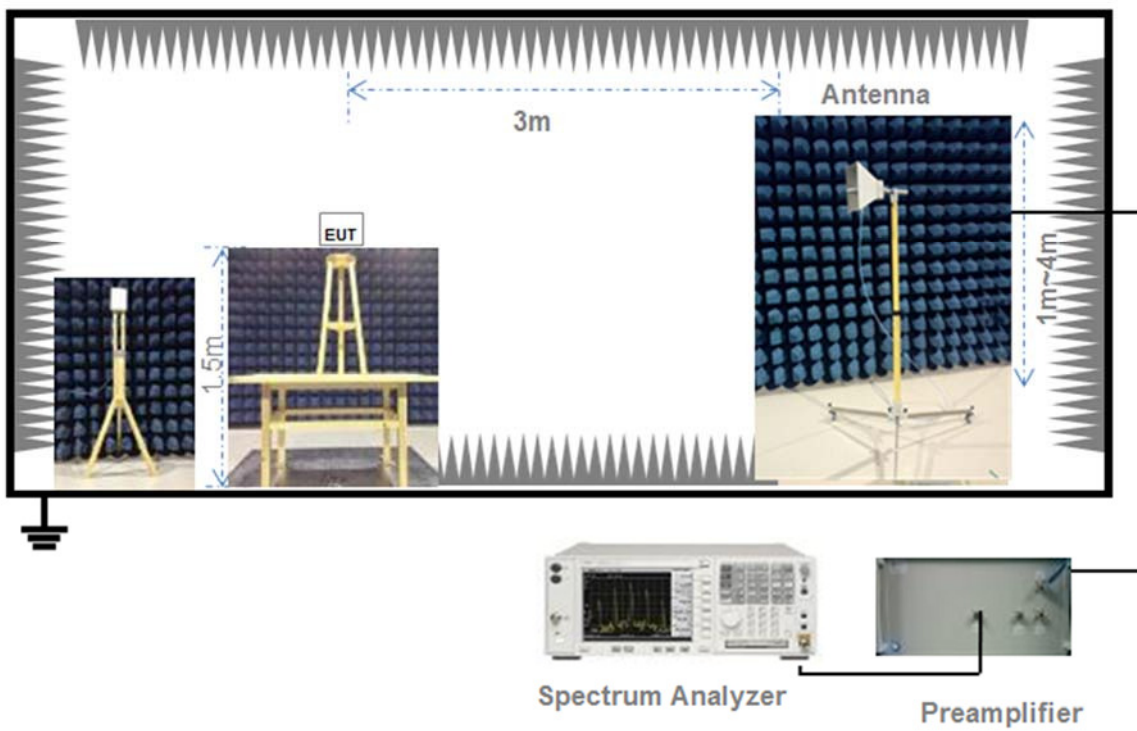 Antenna
3m
EUT
1.5m
1m~4m
Spectrum Analyzer
Preamplifier